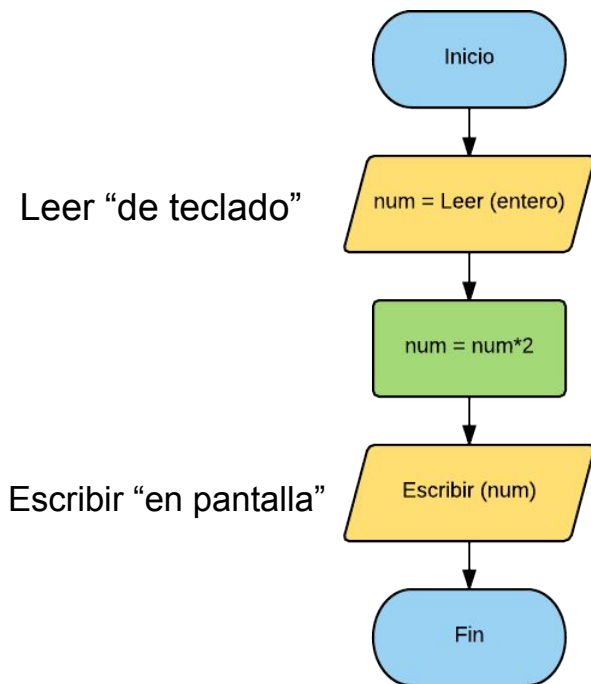 Inicio
Leer “de teclado”
num = Leer (entero)
num = num*2
Escribir “en pantalla”
Escribir (num)
Fin